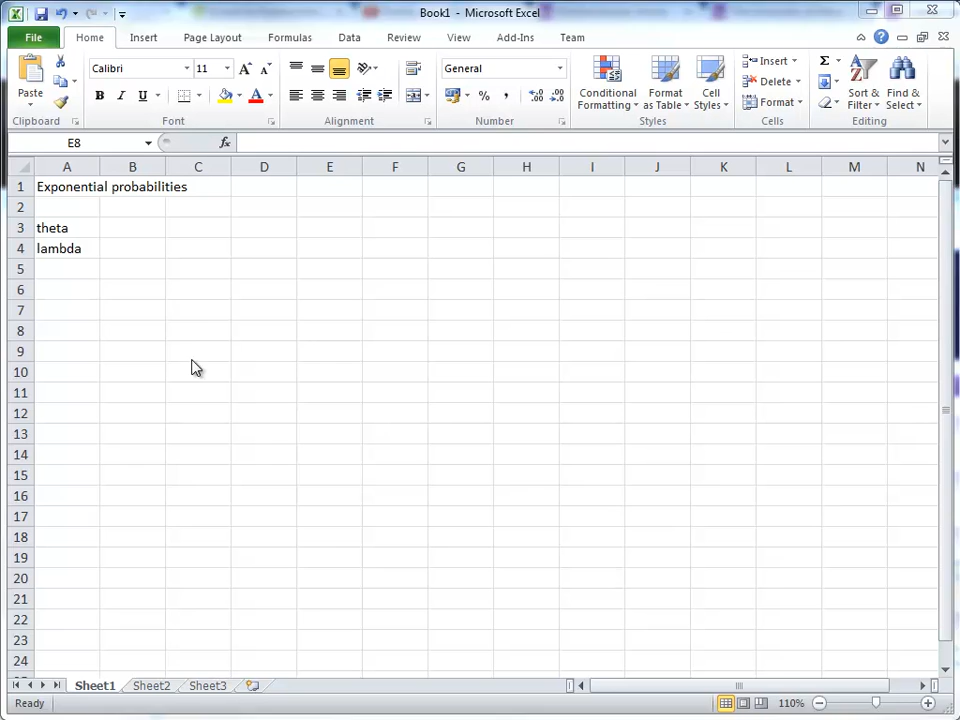 Book1 - Microsoft Excel
File Home Insert Page Layout Formulas Data Review View Add-Ins Team
Paste
Calibri 11
B I U
A A
General
% ,
Conditional Formatting
Format as Table
Cell Styles
Insert
Delete
Format
Σ
Sort & Filter
Find & Select
Clipboard Font Alignment Number Styles Cells Editing
E8 fx
A B C D E F G H I J K L M N
1 Exponential probabilities
2
3 theta
4 lambda
5
6
7
8
9
10
11
12
13
14
15
16
17
18
19
20
21
22
23
24
Sheet1 Sheet2 Sheet3
Ready 110%